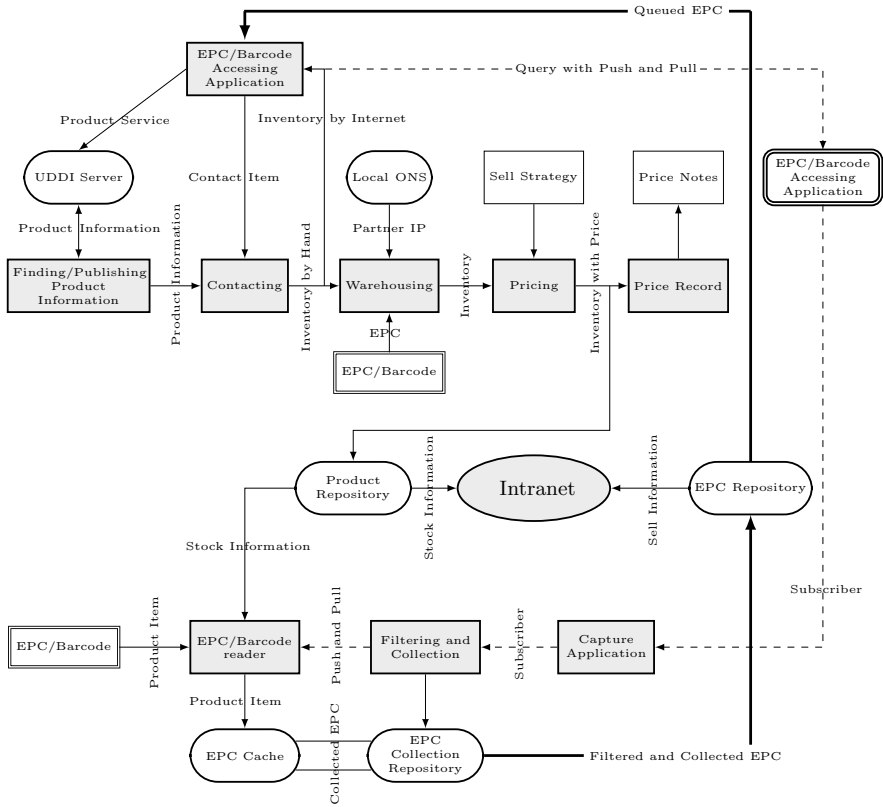 Queued EPC
EPC/Barcode
Accessing
Application
Query with Push and Pull
Product Service
Inventory by Internet
UDDI Server
Contact Item
Local ONS
Sell Strategy
Price Notes
EPC/Barcode
Accessing
Application
Product Information
Product Information
Inventory by Hand
Partner IP
Inventory
Inventory with Price
Finding/Publishing
Product
Information
Contacting
Warehousing
Pricing
Price Record
EPC
EPC/Barcode
Product
Repository
Stock Information
Intranet
Sell Information
EPC Repository
Stock Information
Subscriber
EPC/Barcode
Product Item
EPC/Barcode
reader
Push and Pull
Filtering and
Collection
Subscriber
Capture
Application
Product Item
EPC Cache
Collected EPC
EPC
Collection
Repository
Filtered and Collected EPC